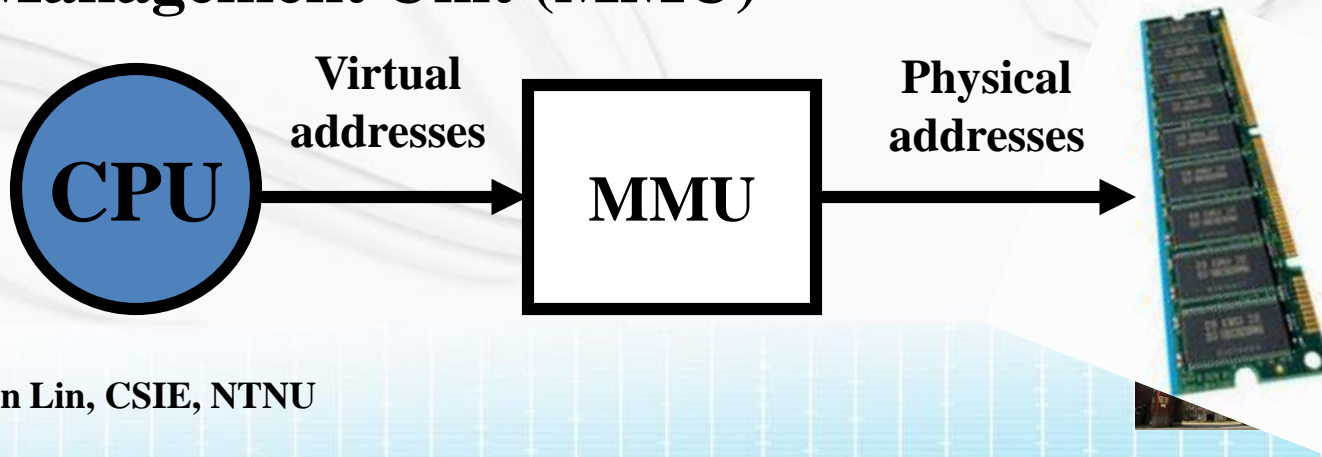 Management Unit (MMU)
Virtual
addresses
Physical
addresses
CPU
MMU
n Lin, CSIE, NTNU